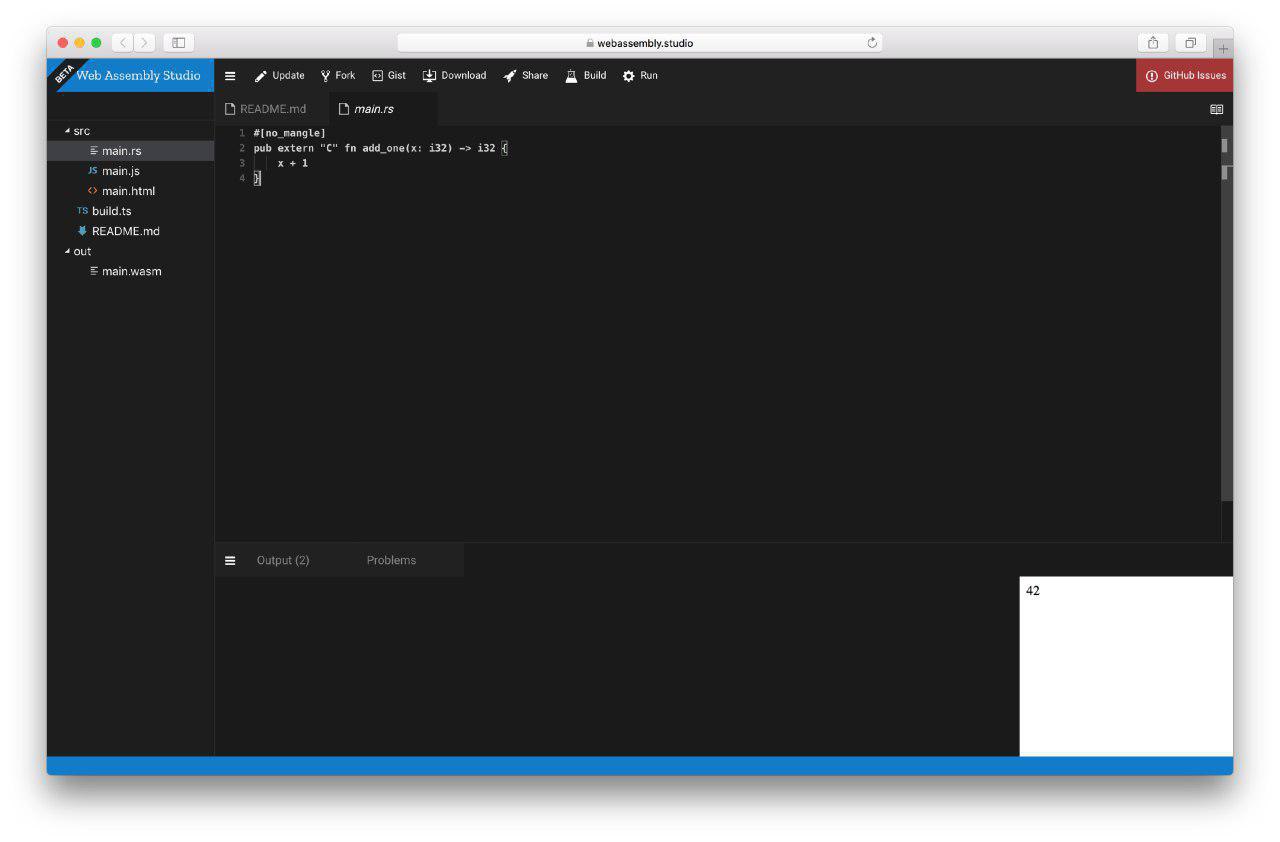 webassembly.studio
BETA
Web Assembly Studio
Update Fork Gist Download Share Build Run
GitHub Issues
README.md main.rs
src
main.rs
JS main.js
<> main.html
TS build.ts
README.md
out
main.wasm
1 #[no_mangle]
2 pub extern "C" fn add_one(x: i32) -> i32 {
3 x + 1
4 }
Output (2) Problems
42